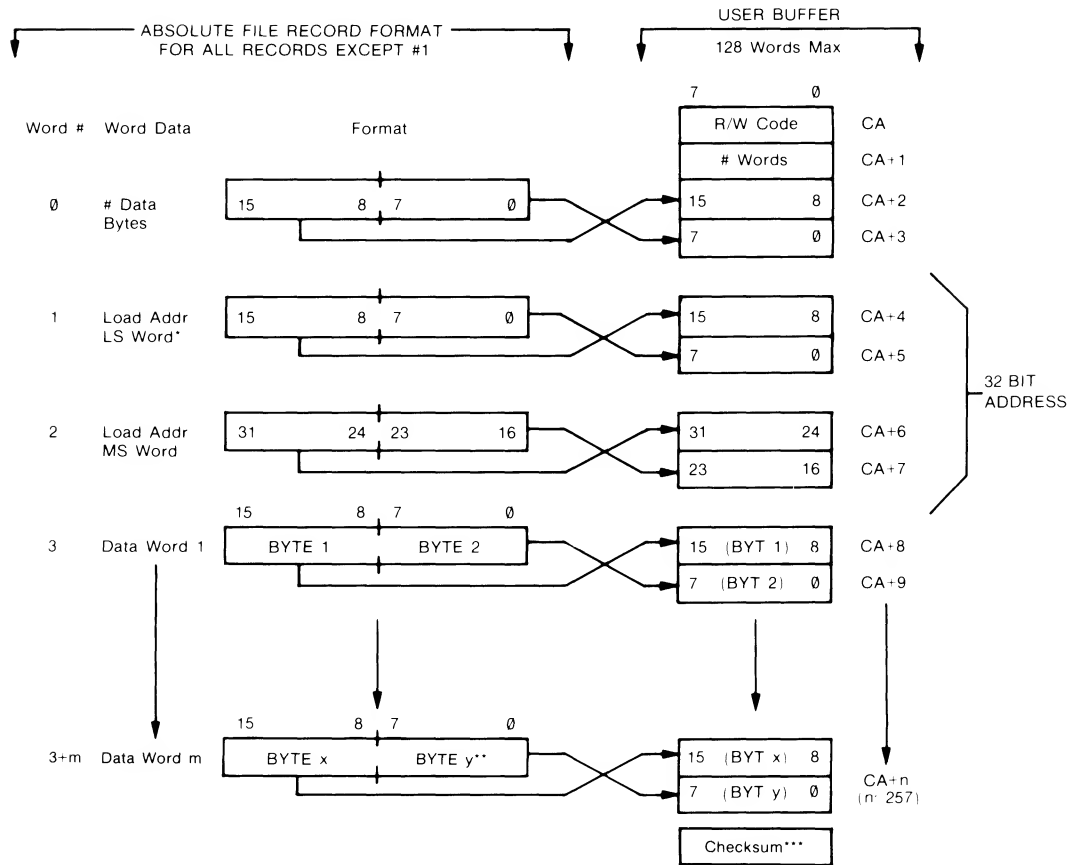 ABSOLUTE FILE RECORD FORMAT
FOR ALL RECORDS EXCEPT #1
USER BUFFER
128 Words Max
7 Ø
Word # Word Data Format
R/W Code CA
# Words CA+1
Ø # Data
Bytes
15 8 7 Ø
15 8 CA+2
7 Ø CA+3
1 Load Addr
LS Word*
15 8 7 Ø
15 8 CA+4
7 Ø CA+5
32 BIT
ADDRESS
2 Load Addr
MS Word
31 24 23 16
31 24 CA+6
23 16 CA+7
15 8 7 Ø
3 Data Word 1 BYTE 1 BYTE 2
15 (BYT 1) 8 CA+8
7 (BYT 2) Ø CA+9
15 8 7 Ø
3+m Data Word m BYTE x BYTE y**
15 (BYT x) 8
7 (BYT y) Ø
CA+n
257)
Checksum***